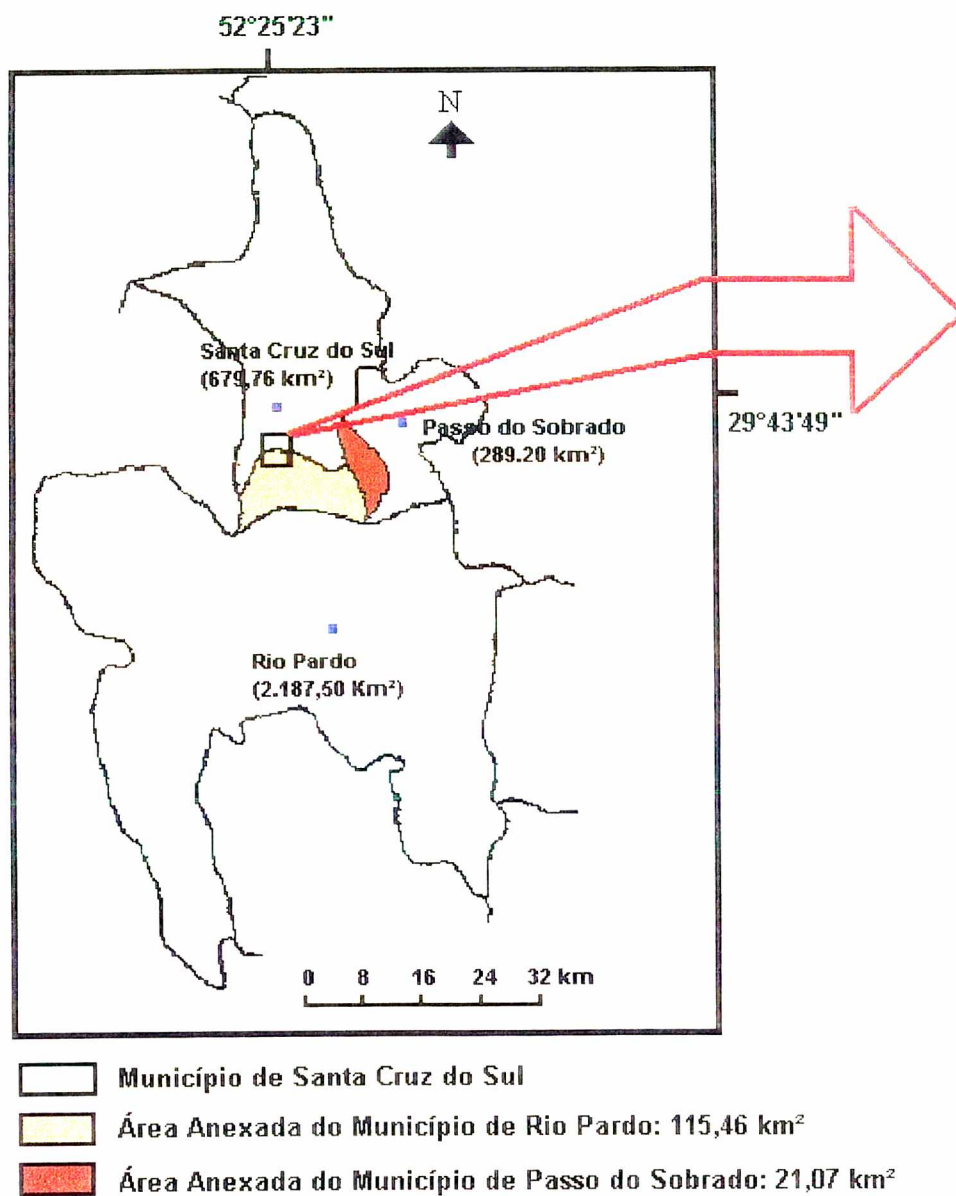 52°25'23"
N
Santa Cruz do Sul
(679,76 km²)
29°43'49"
Passo do Sobrado
(289.20 km²)
Rio Pardo
(2.187,50 Km²)
0 8 16 24 32 km
Município de Santa Cruz do Sul
Área Anexada do Município de Rio Pardo: 115,46 km²
Área Anexada do Município de Passo do Sobrado: 21,07 km²